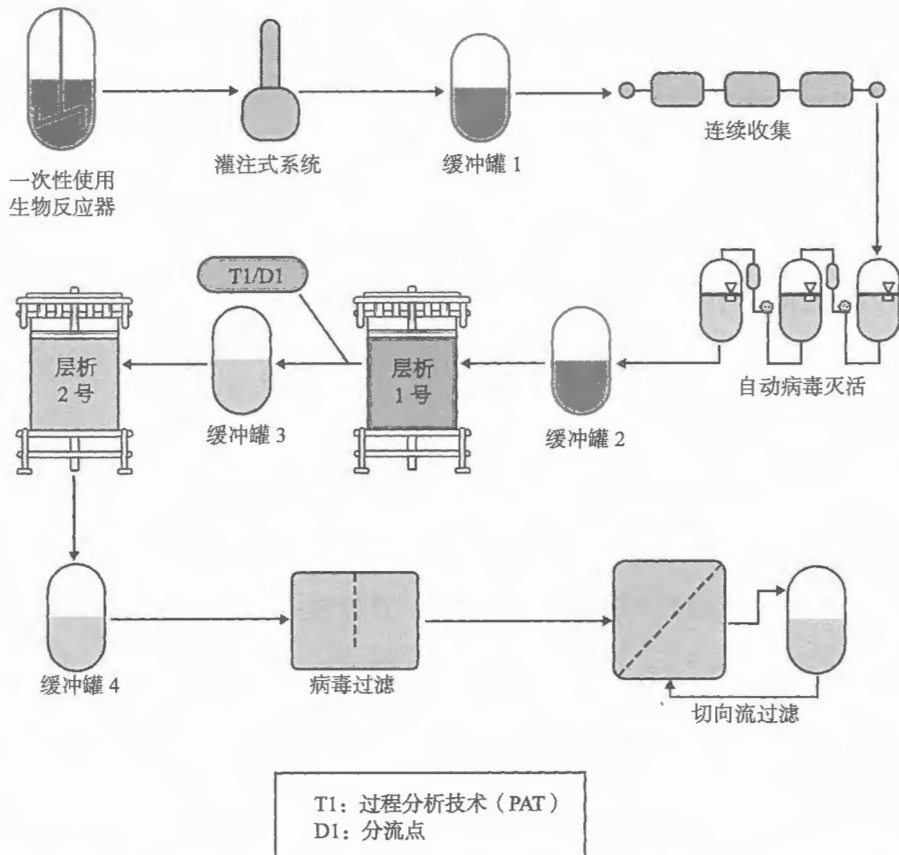 一次性使用
生物反应器
灌注式系统
缓冲罐 1
连续收集
自动病毒灭活
缓冲罐 2
层析
1 号
T1/D1
缓冲罐 3
层析
2 号
缓冲罐 4
病毒过滤
切向流过滤
T1：过程分析技术（PAT）
D1：分流点